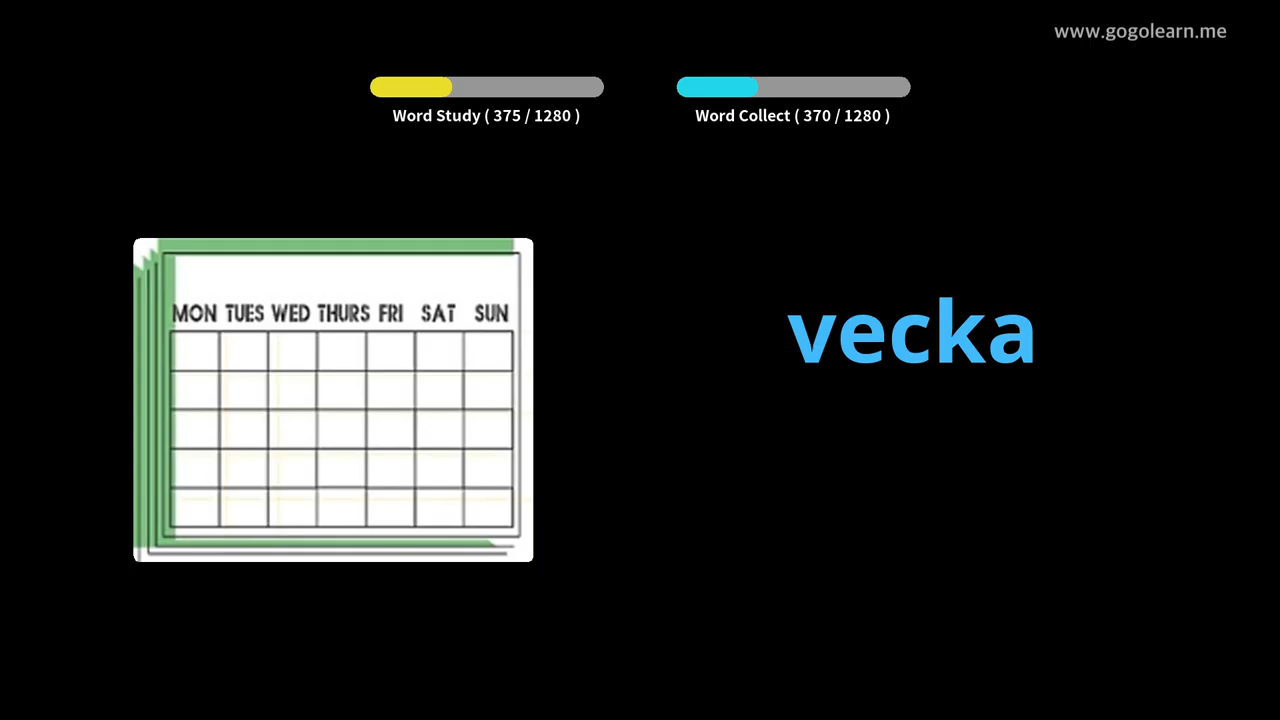 www.gogolearn.me
Word Study ( 375 / 1280 )
Word Collect ( 370 / 1280 )
MON TUES WED THURS FRI SAT SUN
vecka